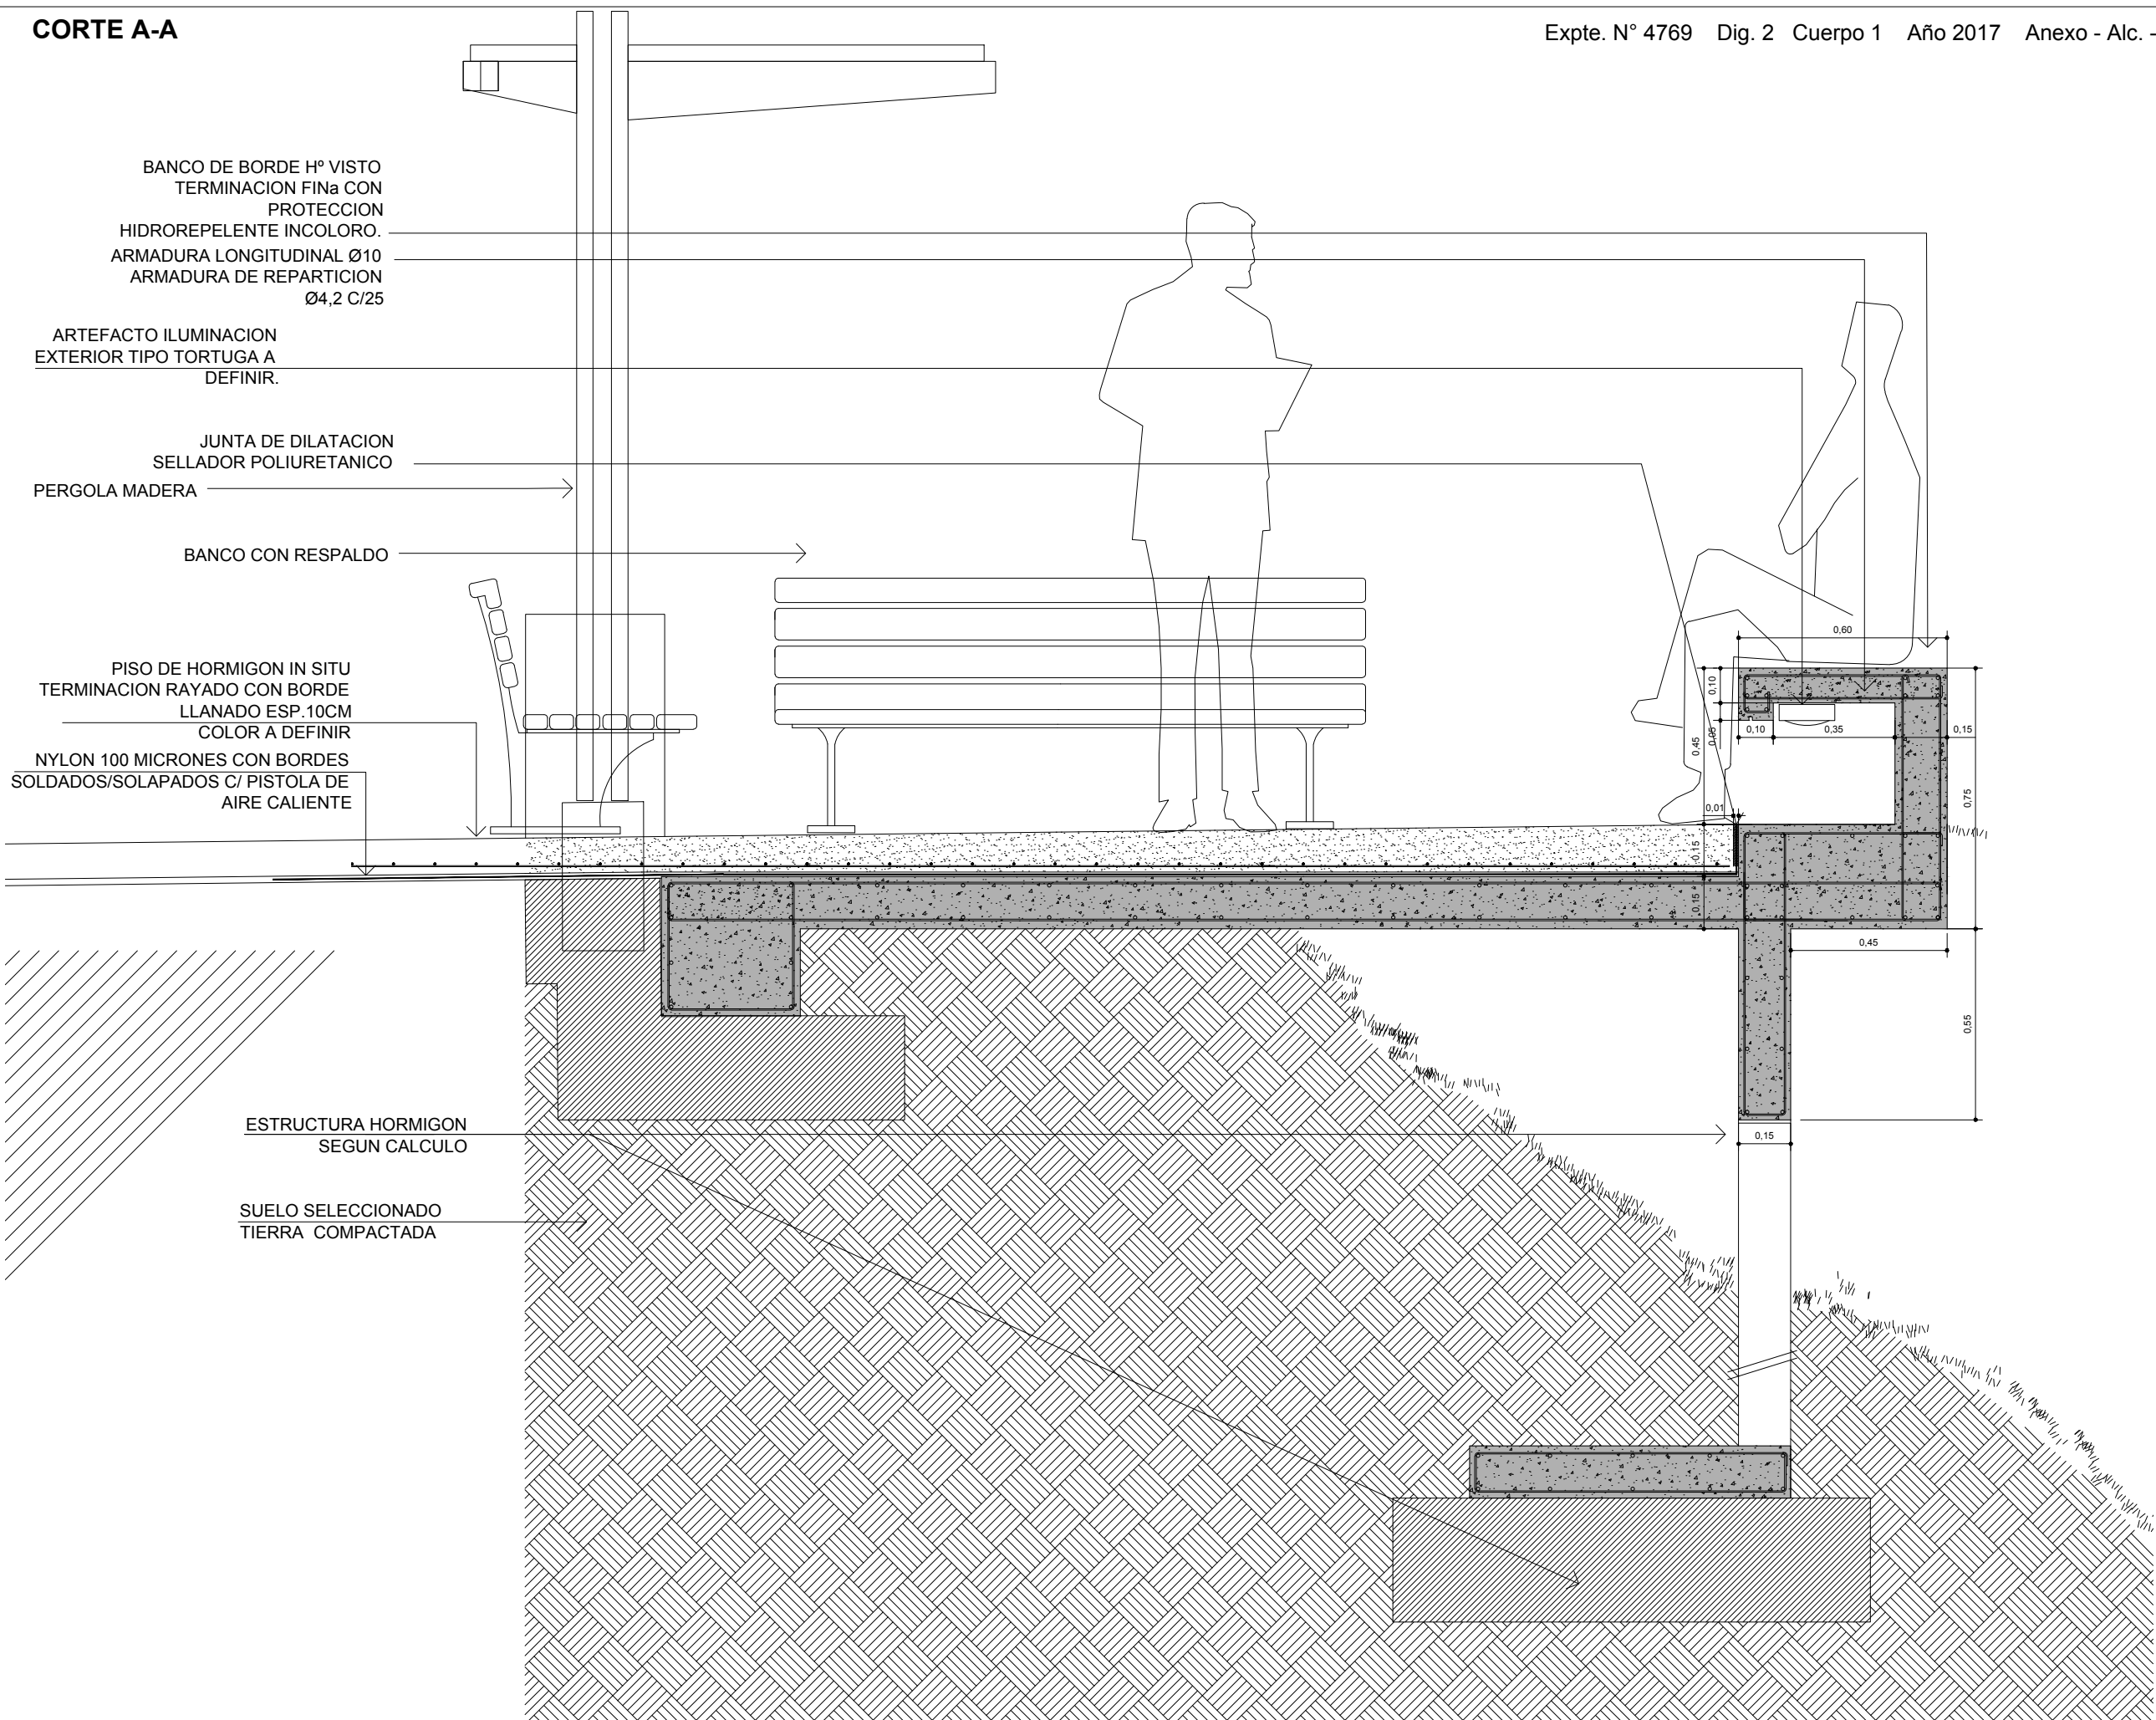 CORTE A-A
Expte. N° 4769 Dig. 2 Cuerpo 1 Año 2017 Anexo - Alc. -
BANCO DE BORDE Hº VISTO
TERMINACION FINa CON
PROTECCION
HIDROREPELENTE INCOLORO.
ARMADURA LONGITUDINAL Ø10
ARMADURA DE REPARTICION
Ø4,2 C/25
ARTEFACTO ILUMINACION
EXTERIOR TIPO TORTUGA A
DEFINIR.
JUNTA DE DILATACION
SELLADOR POLIURETANICO
PERGOLA MADERA
BANCO CON RESPALDO
PISO DE HORMIGON IN SITU
TERMINACION RAYADO CON BORDE
LLANADO ESP.10CM
COLOR A DEFINIR
NYLON 100 MICRONES CON BORDES
SOLDADOS/SOLAPADOS C/ PISTOLA DE
AIRE CALIENTE
0,60
0,10
0,05
0,45
0,10
0,35
0,15
0,75
0,01
0,15
0,15
0,45
0,55
0,15
ESTRUCTURA HORMIGON
SEGUN CALCULO
SUELO SELECCIONADO
TIERRA COMPACTADA